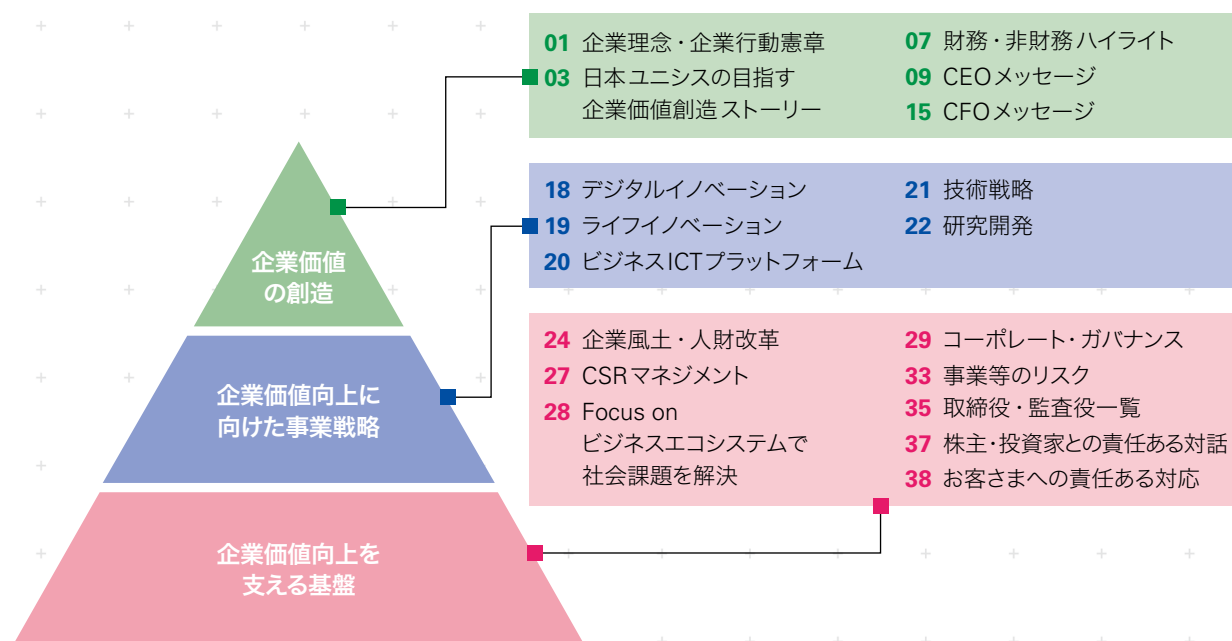 企業価値
の創造
企業価値向上に
向けた事業戦略
企業価値向上を
支える基盤
01 企業理念・企業行動憲章
03 日本ユニシスの目指す
企業価値創造ストーリー
07 財務・非財務ハイライト
09 CEOメッセージ
15 CFOメッセージ
18 デジタルイノベーション
19 ライフイノベーション
20 ビジネスICTプラットフォーム
21 技術戦略
22 研究開発
24 企業風土・人財改革
27 CSRマネジメント
28 Focus on
ビジネスエコシステムで
社会課題を解決
29 コーポレート・ガバナンス
33 事業等のリスク
35 取締役・監査役一覧
37 株主・投資家との責任ある対話
38 お客さまへの責任ある対応